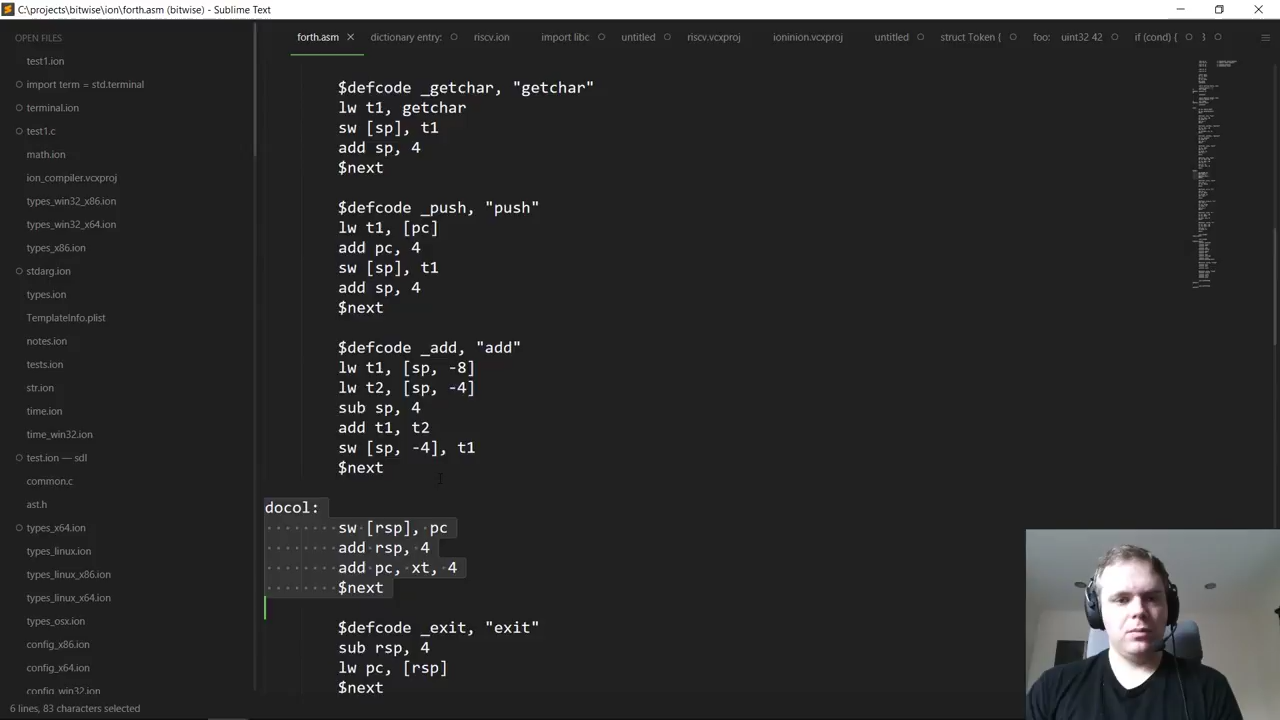 C:\projects\bitwise\ion\forth.asm (bitwise) - Sublime Text
OPEN FILES
test1.ion
import term = std.terminal
terminal.ion
test1.c
math.ion
ion_compiler.vcxproj
types_win32_x86.ion
types_win32_x64.ion
types_x86.ion
stdarg.ion
types.ion
TemplateInfo.plist
notes.ion
tests.ion
str.ion
time.ion
time_win32.ion
test.ion — sdl
common.c
ast.h
types_x64.ion
types_linux.ion
types_linux_x86.ion
types_linux_x64.ion
types_osx.ion
config_x86.ion
config_x64.ion
config_win32.ion
forth.asm
dictionary entry:
riscv.ion
import libc
untitled
riscv.vcxproj
ioninion.vcxproj
untitled
struct Token {
foo:
uint32 42
if (cond) {
$defcode _getchar, "getchar"
lw t1, getchar
sw [sp], t1
add sp, 4
$next
$defcode _push, "push"
lw t1, [pc]
add pc, 4
sw [sp], t1
add sp, 4
$next
$defcode _add, "add"
lw t1, [sp, -8]
lw t2, [sp, -4]
sub sp, 4
add t1, t2
sw [sp, -4], t1
$next
docol:
sw [rsp], pc
add rsp, 4
add pc, xt, 4
$next
$defcode _exit, "exit"
sub rsp, 4
lw pc, [rsp]
$next
6 lines, 83 characters selected